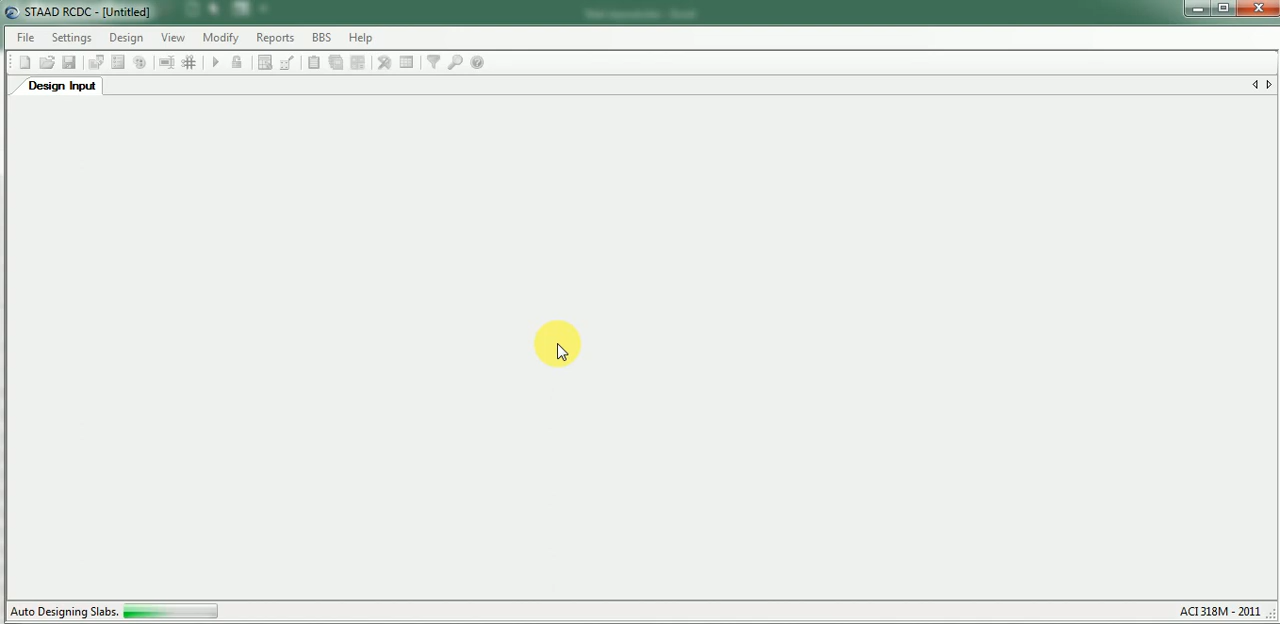 STAAD RCDC - [Untitled]
File Settings Design View Modify Reports BBS Help
Design Input
Auto Designing Slabs.
ACI 318M - 2011